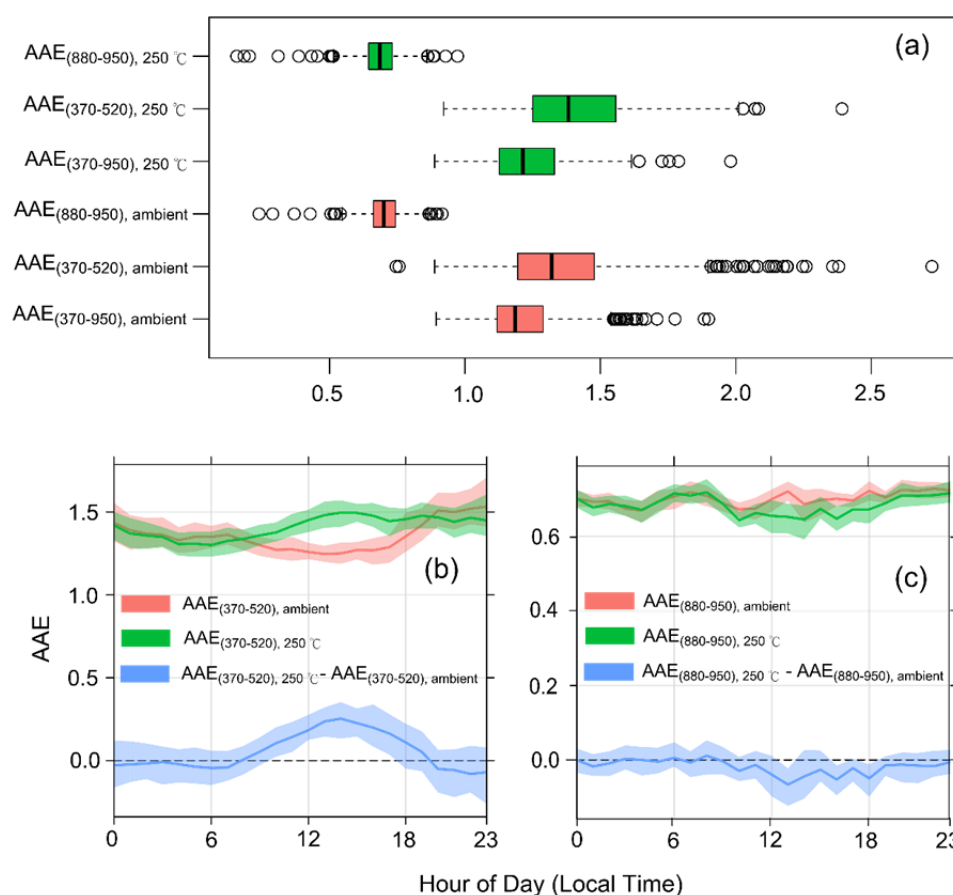 (a)
AAE(880-950), 250 ℃
AAE(370-520), 250 ℃
AAE(370-950), 250 ℃
AAE(880-950), ambient
AAE(370-520), ambient
AAE(370-950), ambient
0.5 1.0 1.5 2.0 2.5
AAE
1.5
1.0
0.5
0.0
(b)
AAE(370-520), ambient
AAE(370-520), 250 ℃
AAE(370-520), 250 ℃ - AAE(370-520), ambient
0 6 12 18 23
0.6
0.4
0.2
0.0
(c)
AAE(880-950), ambient
AAE(880-950), 250 ℃
AAE(880-950), 250 ℃ - AAE(880-950), ambient
0 6 12 18 23
Hour of Day (Local Time)